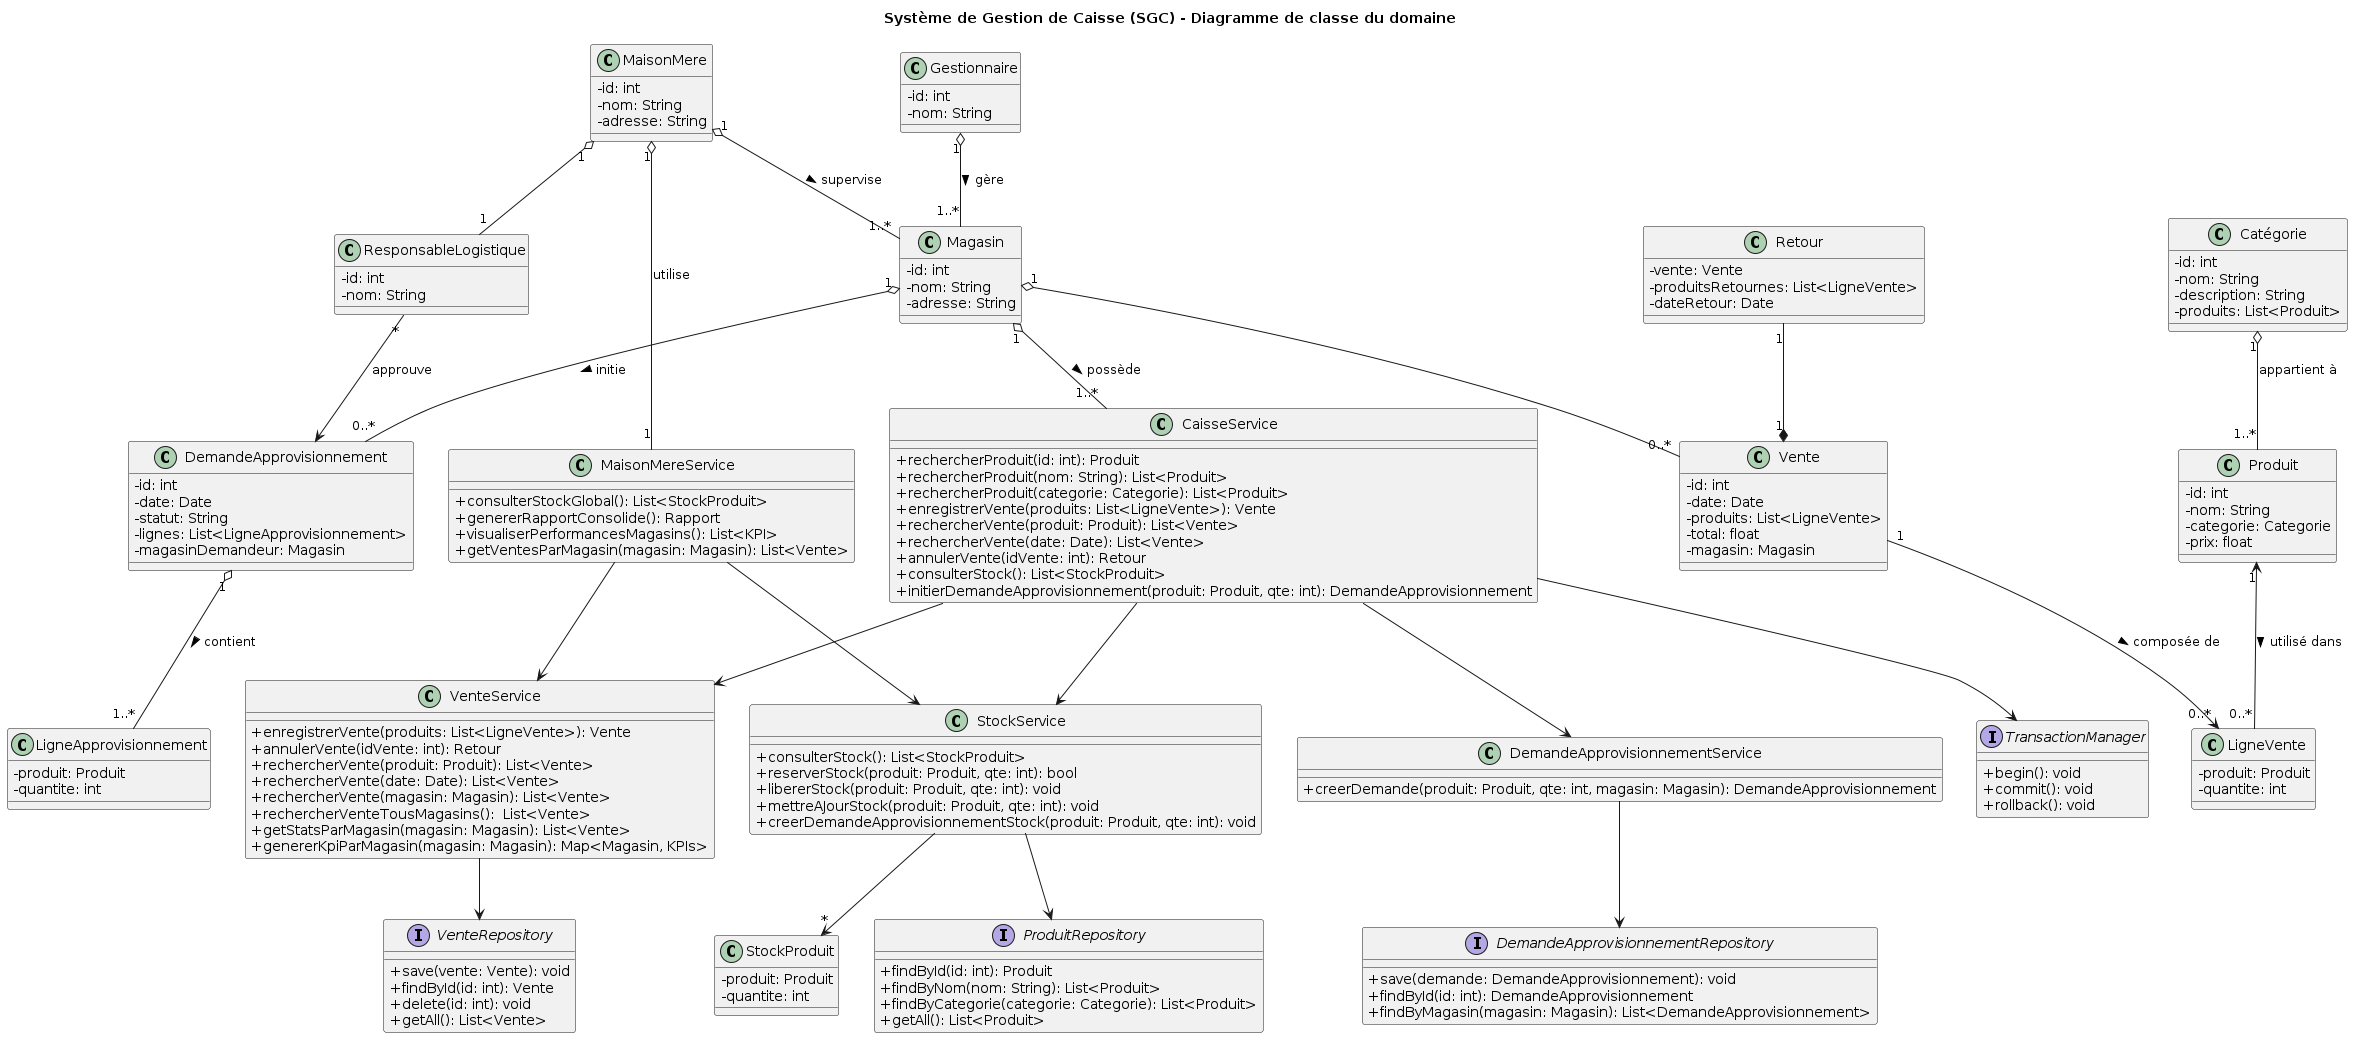 Système de Gestion de Caisse (SGC) - Diagramme de classe du domaine
C MaisonMere
-id: int
-nom: String
-adresse: String
C Gestionnaire
-id: int
-nom: String
1
1
1
1
supervise
gère
1
1..*
1..*
C ResponsableLogistique
-id: int
-nom: String
utilise
C Magasin
-id: int
-nom: String
-adresse: String
C Retour
-vente: Vente
-produitsRetournes: List<LigneVente>
-dateRetour: Date
C Catégorie
-id: int
-nom: String
-description: String
-produits: List<Produit>
*
1
1
1
1
1
approuve
initie
possède
appartient à
0..*
1
1..*
0..*
1
1..*
C DemandeApprovisionnement
-id: int
-date: Date
-statut: String
-lignes: List<LigneApprovisionnement>
-magasinDemandeur: Magasin
C MaisonMereService
+consulterStockGlobal(): List<StockProduit>
+genererRapportConsolide(): Rapport
+visualiserPerformancesMagasins(): List<KPI>
+getVentesParMagasin(magasin: Magasin): List<Vente>
C CaisseService
+rechercherProduit(id: int): Produit
+rechercherProduit(nom: String): List<Produit>
+rechercherProduit(categorie: Categorie): List<Produit>
+enregistrerVente(produits: List<LigneVente>): Vente
+rechercherVente(produit: Produit): List<Vente>
+rechercherVente(date: Date): List<Vente>
+annulerVente(idVente: int): Retour
+consulterStock(): List<StockProduit>
+initierDemandeApprovisionnement(produit: Produit, qte: int): DemandeApprovisionnement
C Vente
-id: int
-date: Date
-produits: List<LigneVente>
-total: float
-magasin: Magasin
C Produit
-id: int
-nom: String
-categorie: Categorie
-prix: float
1
1
1
contient
composée de
utilisé dans
1..*
0..*
0..*
C LigneApprovisionnement
-produit: Produit
-quantite: int
C VenteService
+enregistrerVente(produits: List<LigneVente>): Vente
+annulerVente(idVente: int): Retour
+rechercherVente(produit: Produit): List<Vente>
+rechercherVente(date: Date): List<Vente>
+rechercherVente(magasin: Magasin): List<Vente>
+rechercherVenteTousMagasins():  List<Vente>
+getStatsParMagasin(magasin: Magasin): List<Vente>
+genererKpiParMagasin(magasin: Magasin): Map<Magasin, KPIs>
C StockService
+consulterStock(): List<StockProduit>
+reserverStock(produit: Produit, qte: int): bool
+libererStock(produit: Produit, qte: int): void
+mettreAJourStock(produit: Produit, qte: int): void
+creerDemandeApprovisionnementStock(produit: Produit, qte: int): void
C DemandeApprovisionnementService
+creerDemande(produit: Produit, qte: int, magasin: Magasin): DemandeApprovisionnement
I TransactionManager
+begin(): void
+commit(): void
+rollback(): void
C LigneVente
-produit: Produit
-quantite: int
*
I VenteRepository
+save(vente: Vente): void
+findById(id: int): Vente
+delete(id: int): void
+getAll(): List<Vente>
C StockProduit
-produit: Produit
-quantite: int
I ProduitRepository
+findById(id: int): Produit
+findByNom(nom: String): List<Produit>
+findByCategorie(categorie: Categorie): List<Produit>
+getAll(): List<Produit>
I DemandeApprovisionnementRepository
+save(demande: DemandeApprovisionnement): void
+findById(id: int): DemandeApprovisionnement
+findByMagasin(magasin: Magasin): List<DemandeApprovisionnement>